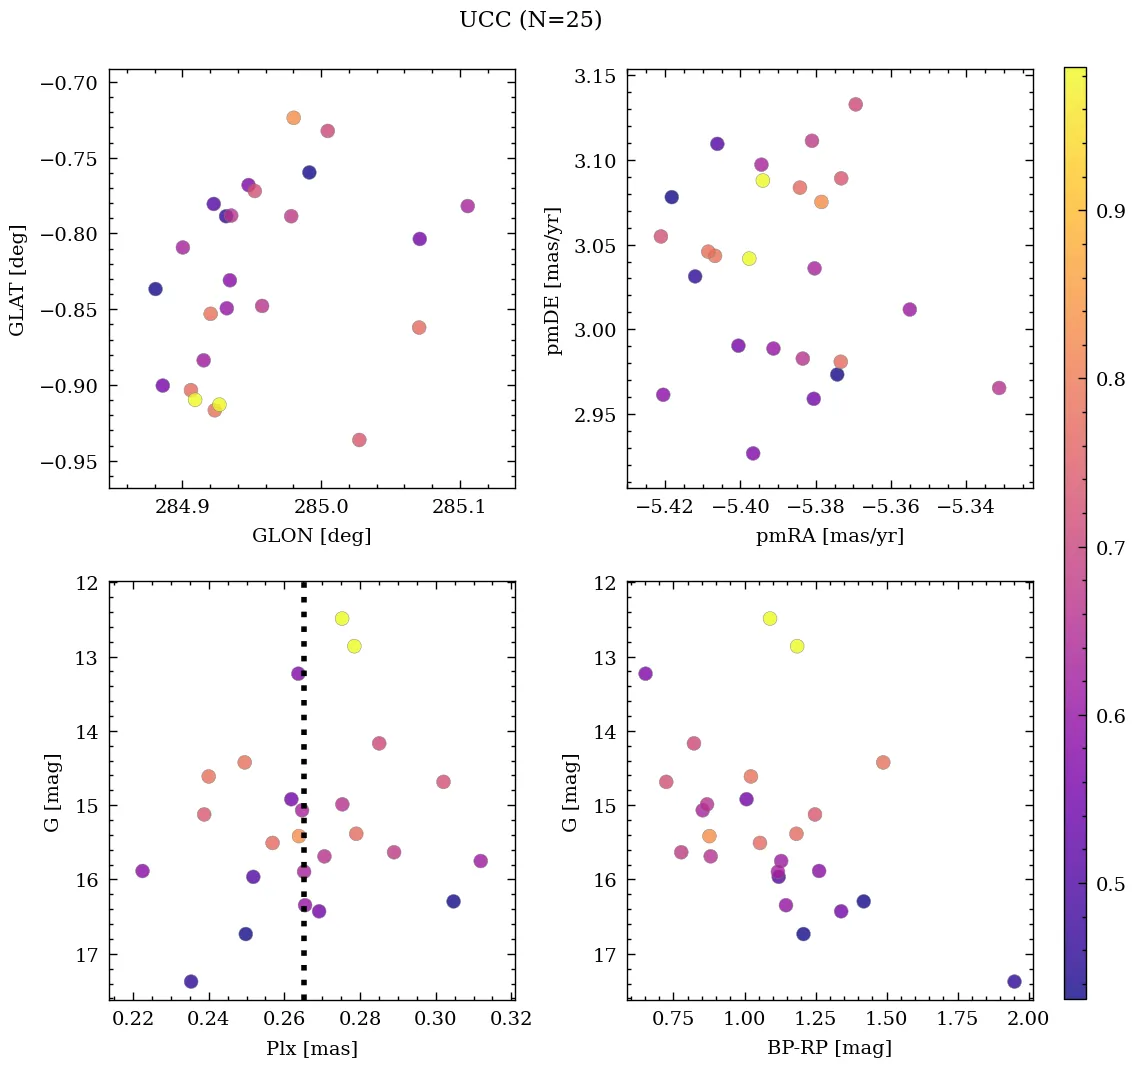 UCC (N=25)
−0.70
−0.75
−0.80
−0.85
−0.90
−0.95
GLAT [deg]
284.9 285.0 285.1
GLON [deg]
3.15
3.10
3.05
3.00
2.95
pmDE [mas/yr]
−5.42 −5.40 −5.38 −5.36 −5.34
pmRA [mas/yr]
12
13
14
15
16
17
G [mag]
0.22 0.24 0.26 0.28 0.30 0.32
Plx [mas]
12
13
14
15
16
17
G [mag]
0.75 1.00 1.25 1.50 1.75 2.00
BP-RP [mag]
0.9
0.8
0.7
0.6
0.5